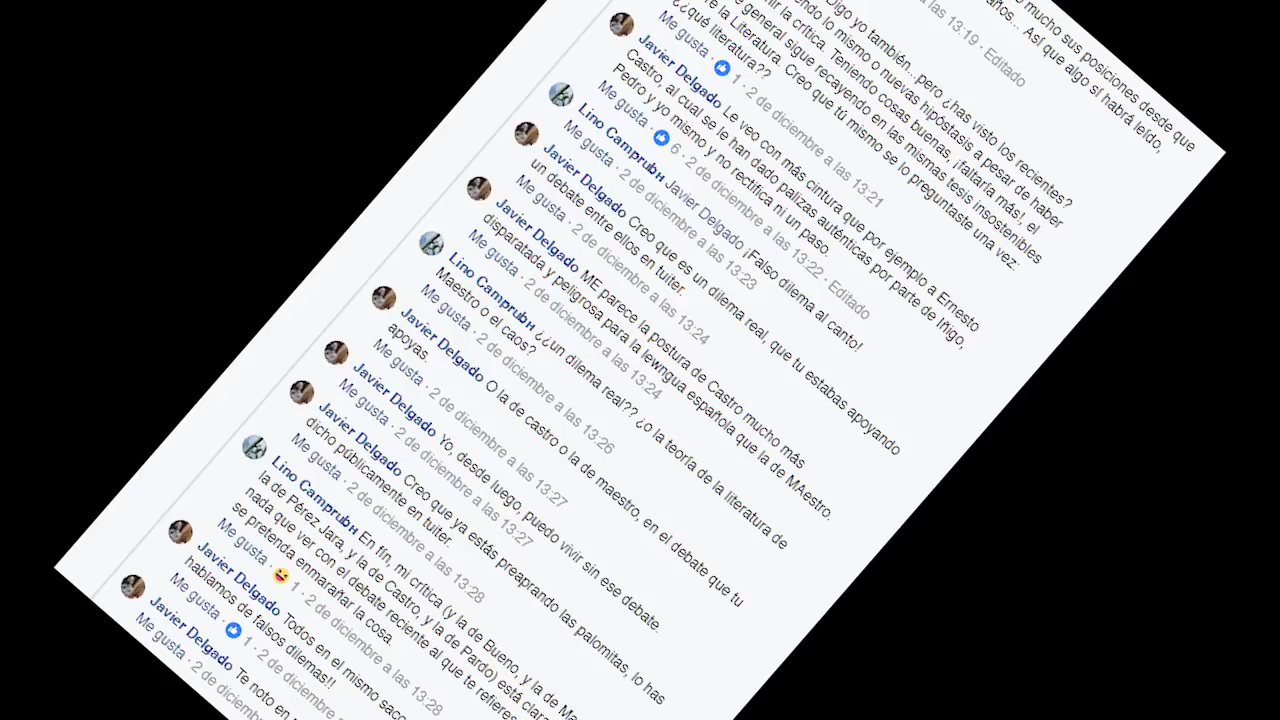 mucho sus posiciones desde que
años... Así que algo sí habrá leído,
a las 13:19 · Editado
Digo yo también... pero ¿has visto los recientes?
endo lo mismo o nuevas hipóstasis a pesar de haber
nir la crítica. Teniendo cosas buenas, ¡faltaría más!, el
general sigue recayendo en las mismas tesis insostenibles
re la Literatura. Creo que tú mismo se lo preguntaste una vez:
¿¿qué literatura??
Me gusta · 1 · 2 de diciembre a las 13:21
Javier Delgado Le veo con más cintura que por ejemplo a Ernesto
Castro, al cual se le han dado palizas auténticas por parte de Iñigo,
Pedro y yo mismo y no rectifica ni un paso.
Me gusta · 6 · 2 de diciembre a las 13:22 · Editado
Lino Camprubн Javier Delgado ¡Falso dilema al canto!
Me gusta · 2 de diciembre a las 13:23
Javier Delgado Creo que es un dilema real, que tu estabas apoyando
un debate entre ellos en tuiter.
Me gusta · 2 de diciembre a las 13:24
Javier Delgado ME parece la postura de Castro mucho más
disparatada y peligrosa para la lewngua española que la de MAestro.
Me gusta · 2 de diciembre a las 13:24
Lino Camprubн ¿¿un dilema real?? ¿o la teoría de la literatura de
Maestro o el caos?
Me gusta · 2 de diciembre a las 13:26
Javier Delgado O la de castro o la de maestro, en el debate que tu
apoyas.
Me gusta · 2 de diciembre a las 13:27
Javier Delgado Yo, desde luego, puedo vivir sin ese debate.
Me gusta · 2 de diciembre a las 13:27
Javier Delgado Creo que ya estás preaprando las palomitas, lo has
dicho públicamente en tuiter.
Me gusta · 2 de diciembre a las 13:28
Lino Camprubн En fin, mi crítica (y la de Bueno, y la de Ma
la de Pérez Jara, y la de Castro, y la de Pardo) está clara
nada que ver con el debate reciente al que te refieres
se pretenda enmarañar la cosa.
Me gusta · 1 · 2 de diciembre a las 13:28
Javier Delgado Todos en el mismo saco
hablamos de falsos dilemas!!
Me gusta · 1 · 2 de diciembre
Javier Delgado Te noto en
Me gusta · 2 de diciembre